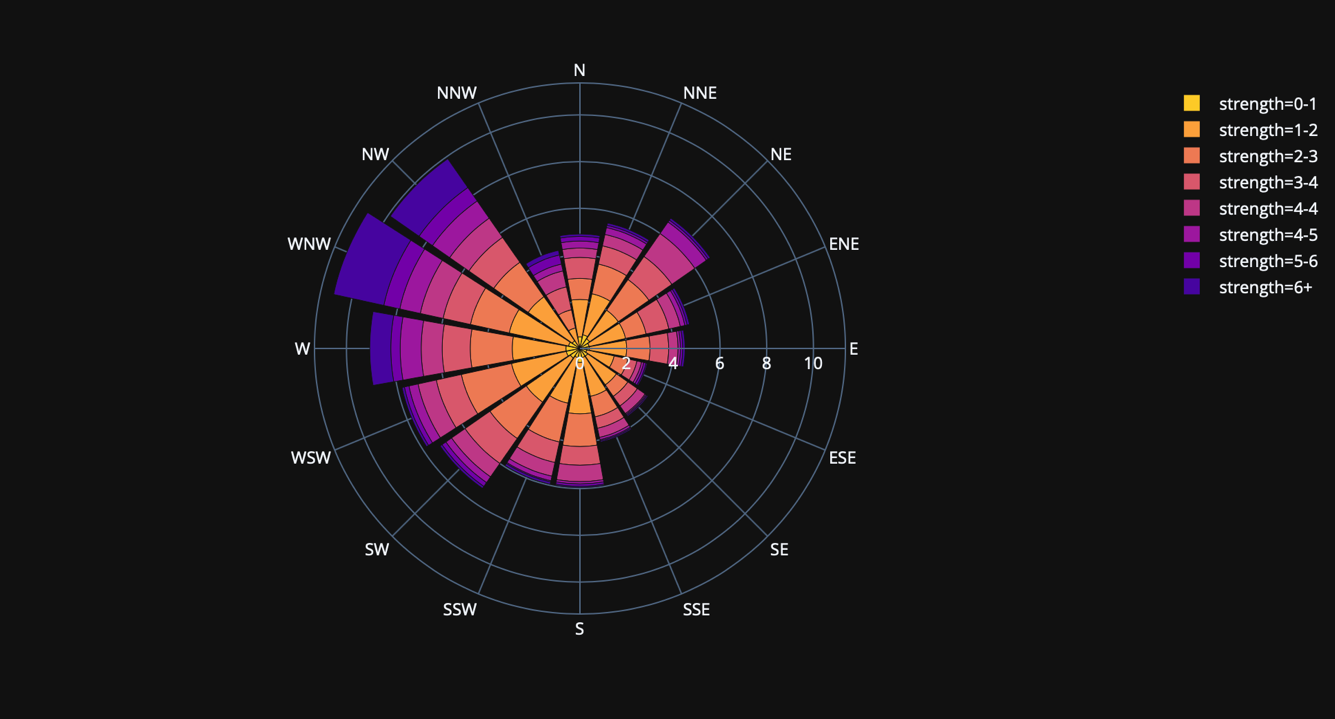 N
NNW
NNE
NW
NE
WNW
ENE
W
E
0 2 4 6 8 10
WSW
ESE
SW
SE
SSW
SSE
S
strength=0-1
strength=1-2
strength=2-3
strength=3-4
strength=4-4
strength=4-5
strength=5-6
strength=6+